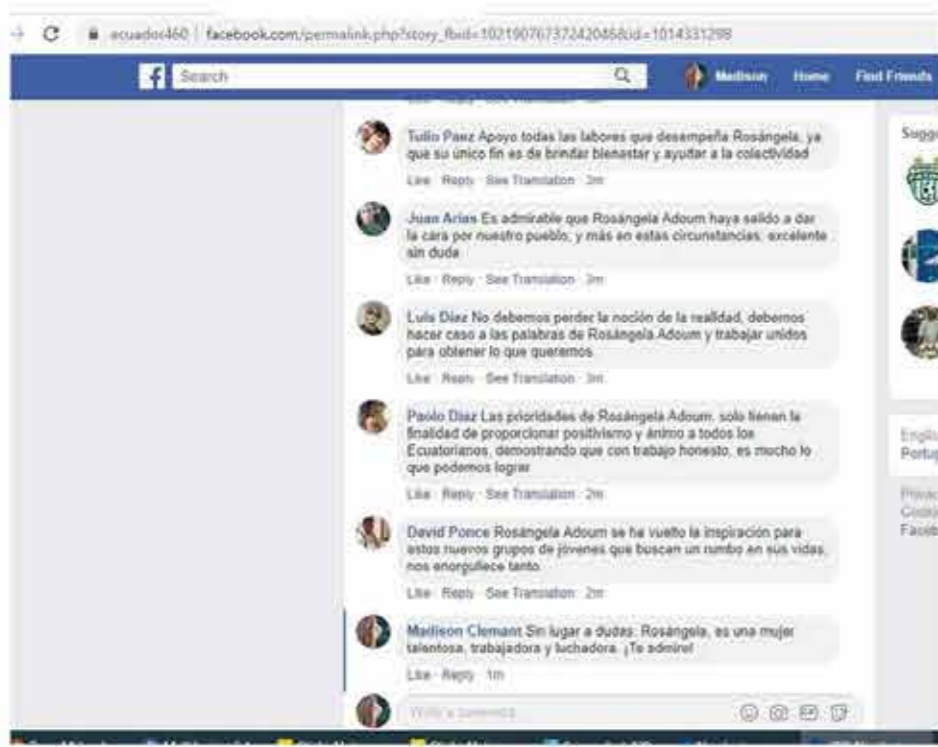 facebook.com/permalink.php?story_fbid=
Search
Madison Home Find Friends
Tulio Paez Apoyo todas las labores que desempeña Rosángela, ya
que su único fin es de brindar bienestar y ayudar a la colectividad
Like · Reply · See Translation · 3m
Juan Arias Es admirable que Rosángela Adoum haya salido a dar
la cara por nuestro pueblo, y más en estas circunstancias, excelente
sin duda
Like · Reply · See Translation · 3m
Luis Diaz No debemos perder la noción de la realidad, debemos
hacer caso a las palabras de Rosángela Adoum y trabajar unidos
para obtener lo que queremos
Like · Reply · See Translation · 3m
Paolo Diaz Las prioridades de Rosángela Adoum, solo tienen la
finalidad de proporcionar positivismo y ánimo a todos los
Ecuatorianos, demostrando que con trabajo honesto, es mucho lo
que podemos lograr
Like · Reply · See Translation · 2m
David Ponce Rosángela Adoum se ha vuelto la inspiración para
estos nuevos grupos de jóvenes que buscan un rumbo en sus vidas,
nos enorgullece tanto
Like · Reply · See Translation · 2m
Madison Clemant Sin lugar a dudas. Rosángela, es una mujer
talentosa, trabajadora y luchadora. ¡Te admiro!
Like · Reply · 1m
Write a comment